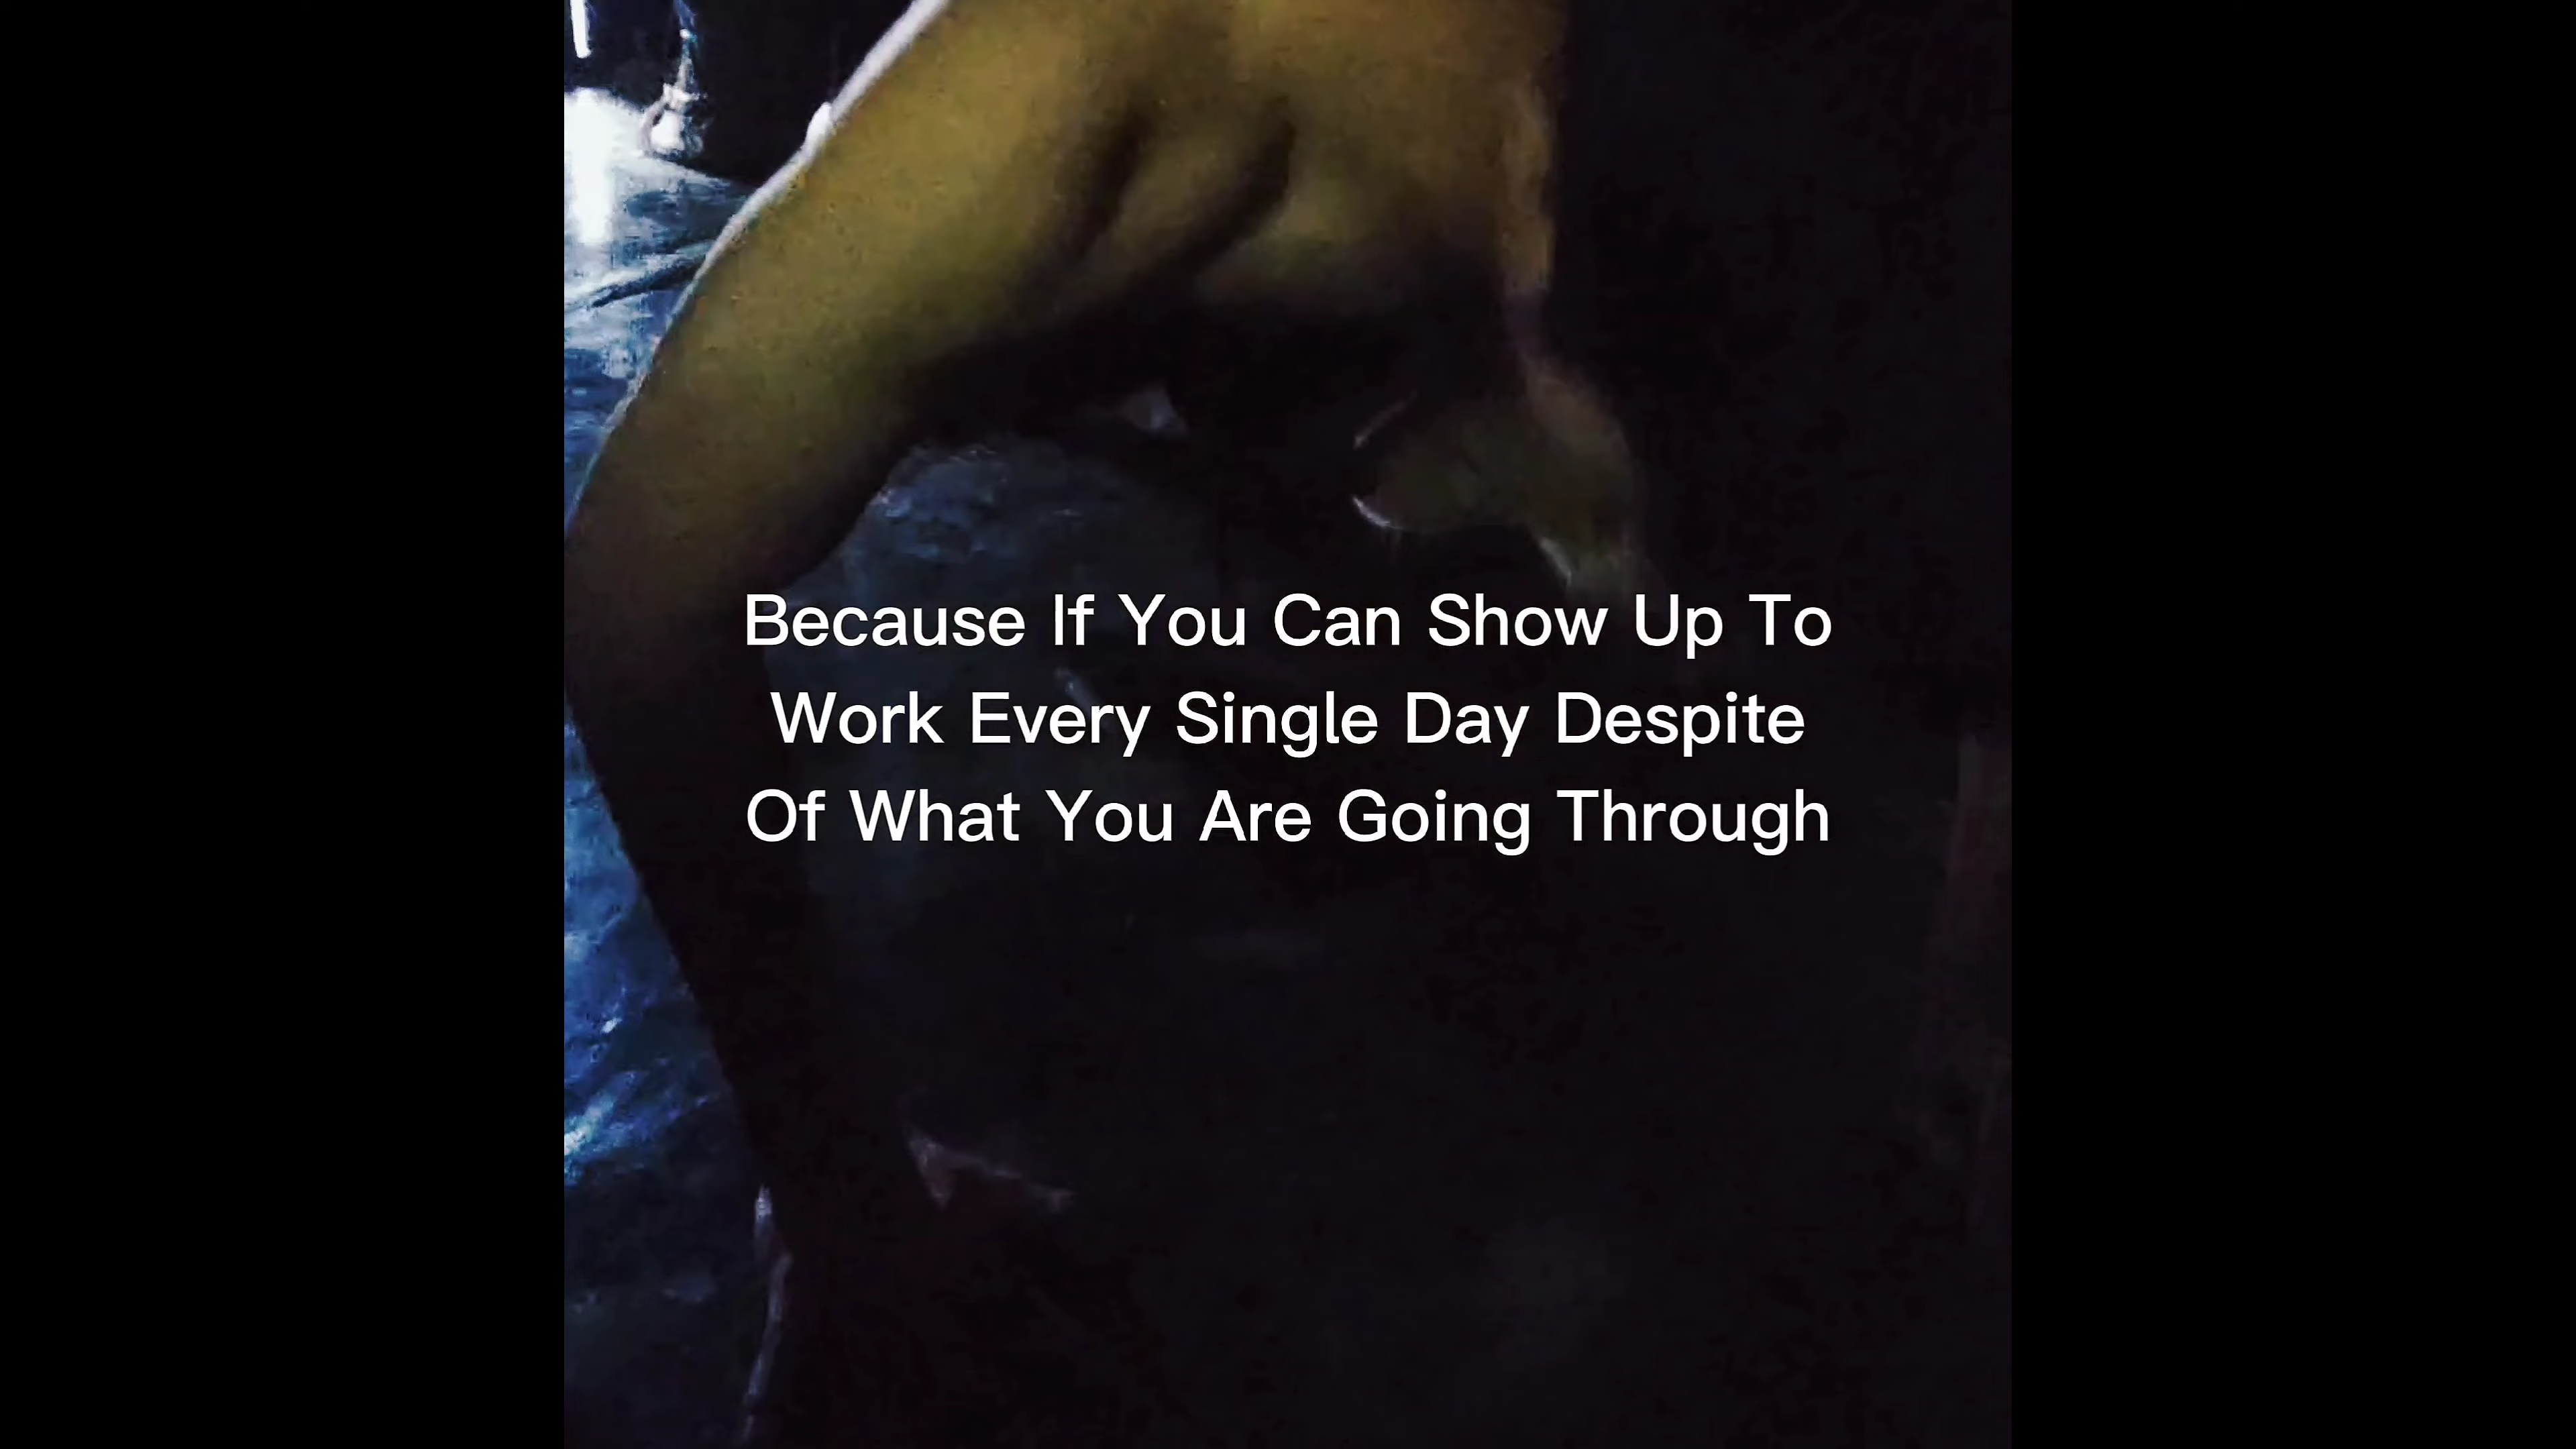 Because If You Can Show Up To
Work Every Single Day Despite
Of What You Are Going Through